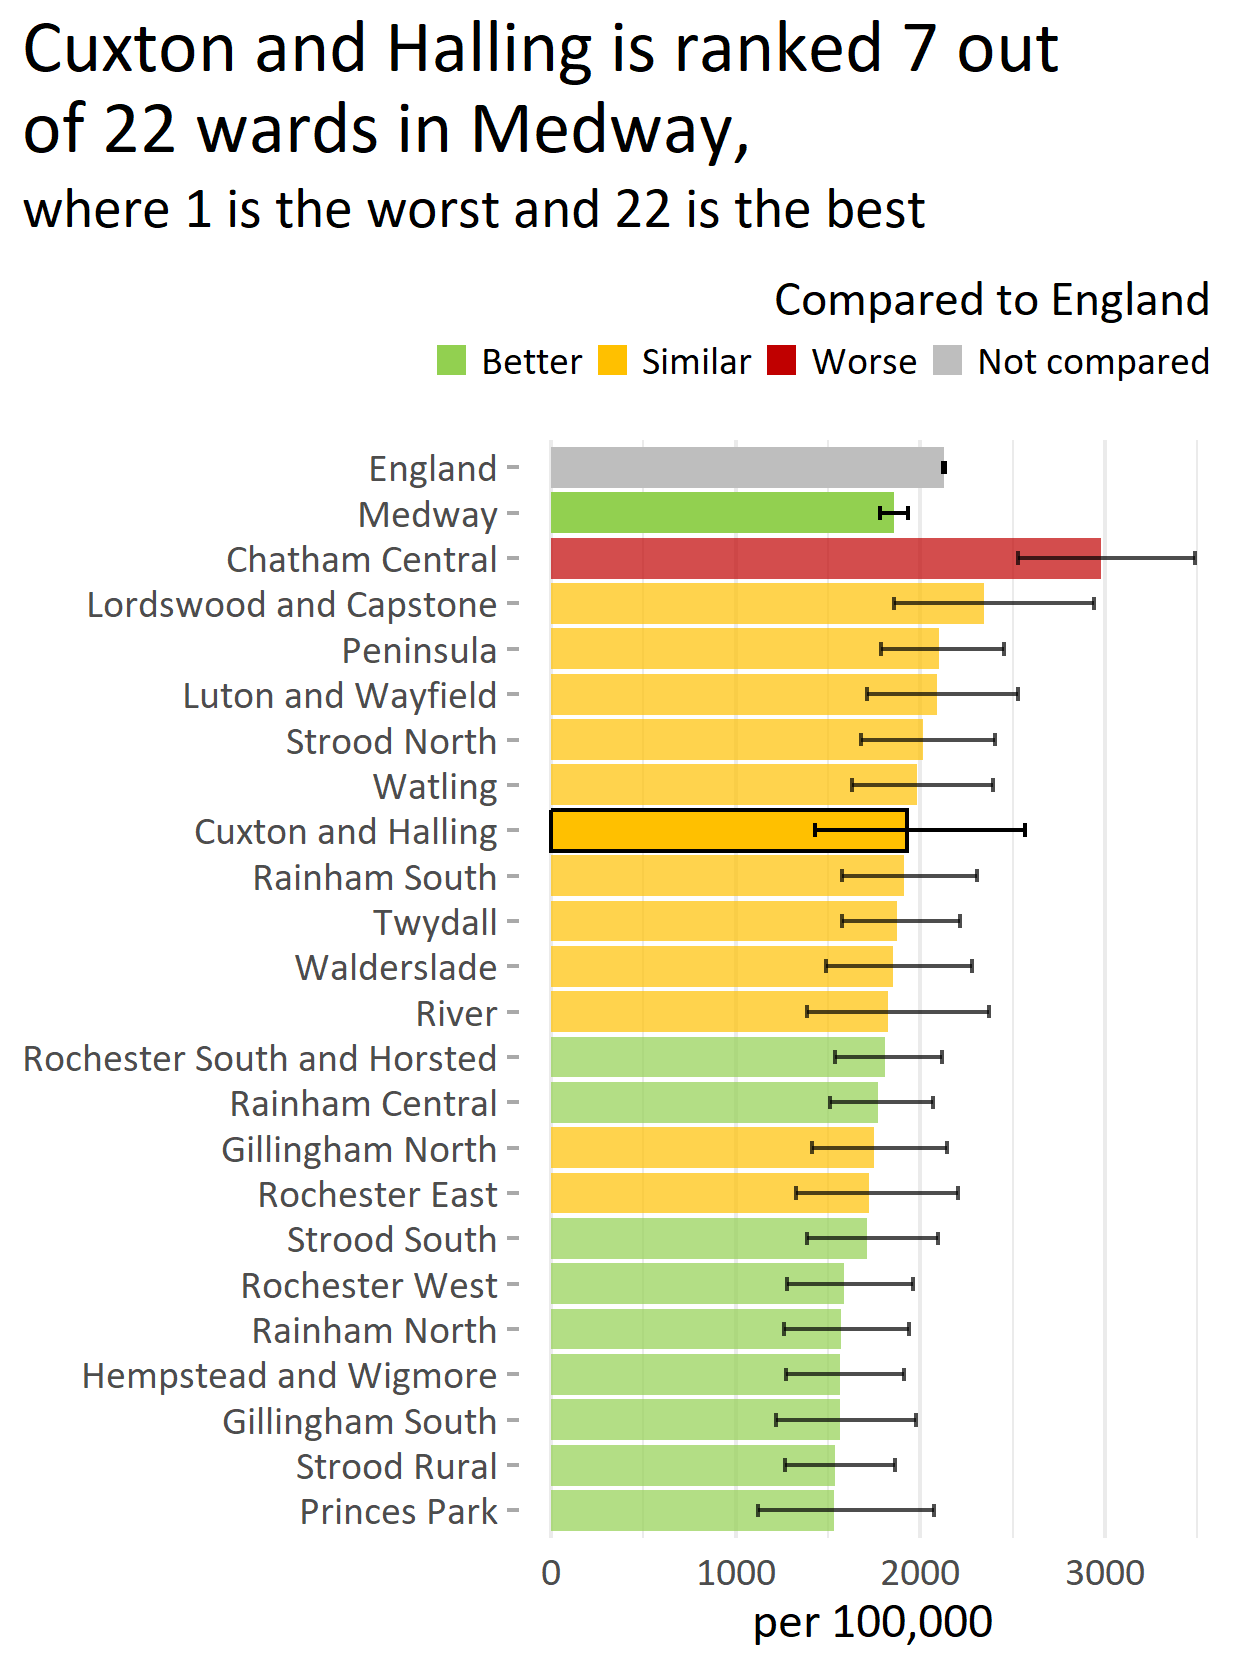 Cuxton and Halling is ranked 7 out
of 22 wards in Medway,
where 1 is the worst and 22 is the best
Compared to England
Better Similar Worse Not compared
England
Medway
Chatham Central
Lordswood and Capstone
Peninsula
Luton and Wayfield
Strood North
Watling
Cuxton and Halling
Rainham South
Twydall
Walderslade
River
Rochester South and Horsted
Rainham Central
Gillingham North
Rochester East
Strood South
Rochester West
Rainham North
Hempstead and Wigmore
Gillingham South
Strood Rural
Princes Park
0 1000 2000 3000
per 100,000